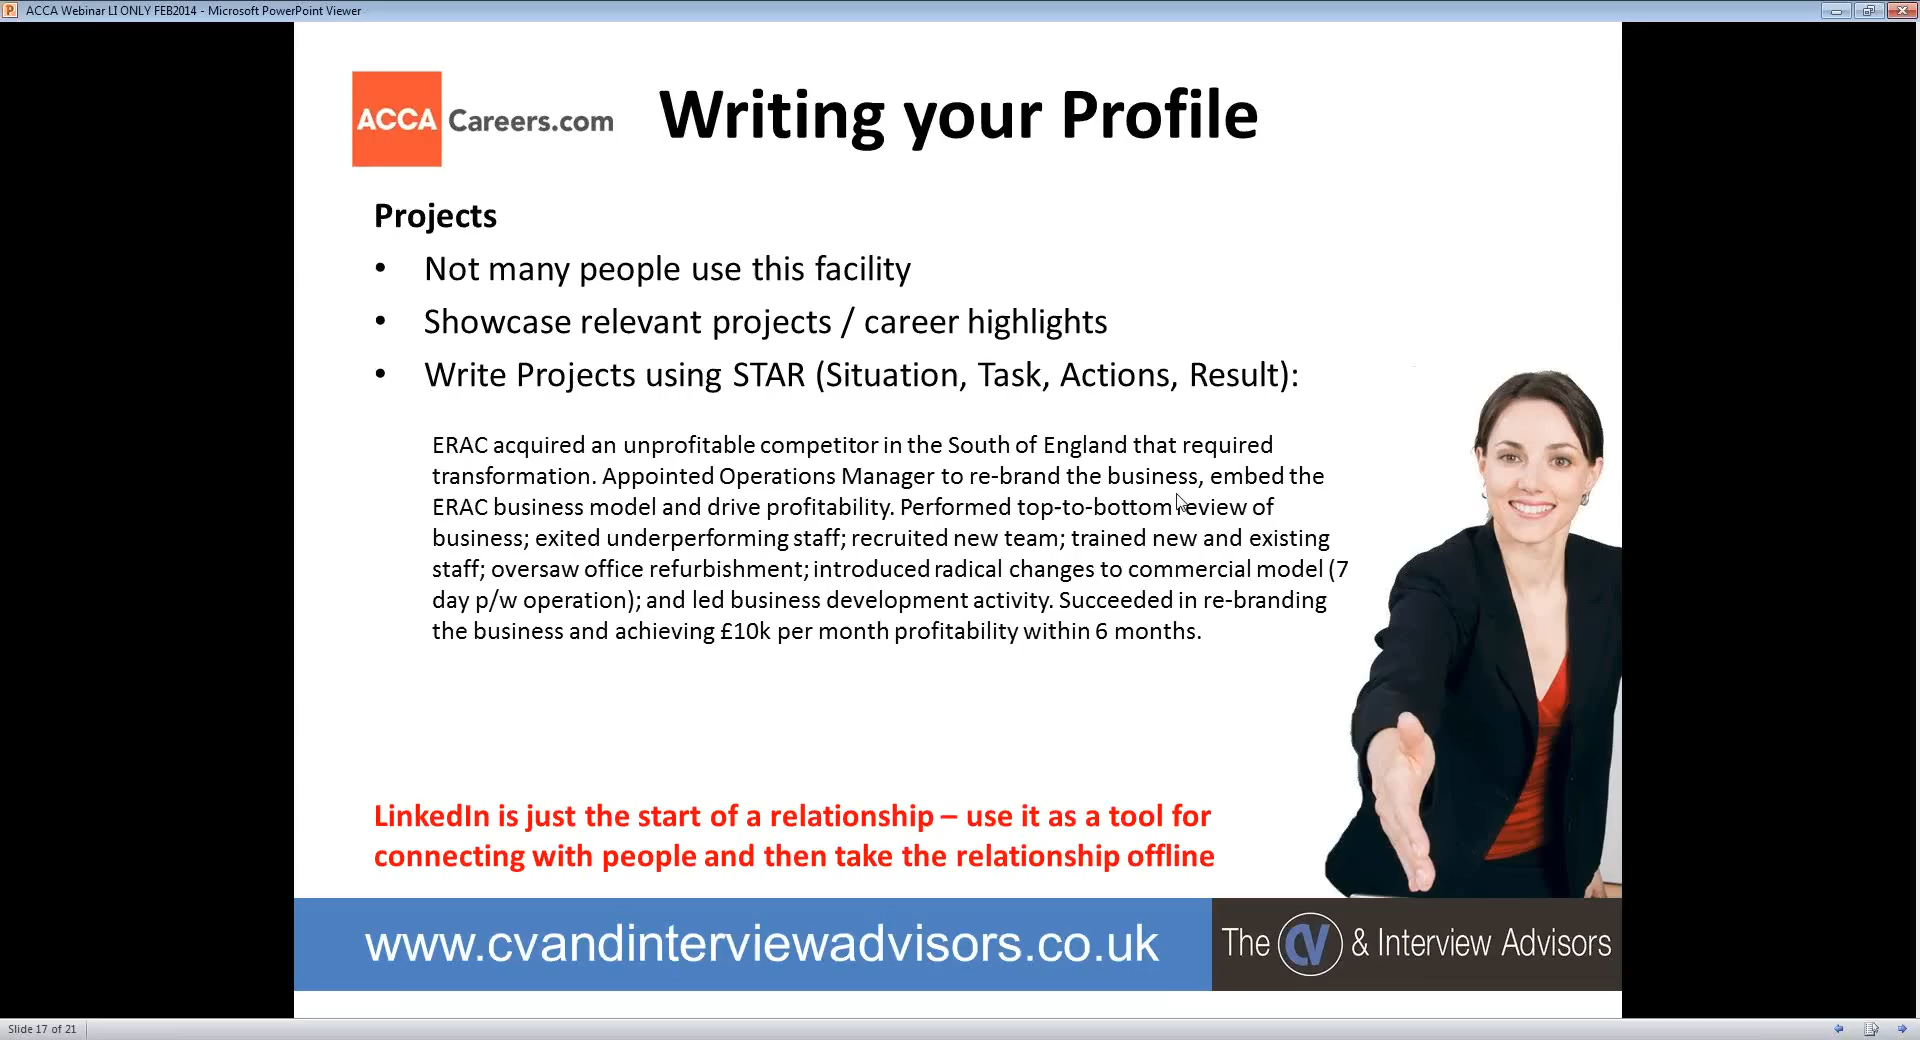 ACCA Webinar LI ONLY FEB2014 - Microsoft PowerPoint Viewer
ACCA Careers.com
Writing your Profile
Projects
• Not many people use this facility
• Showcase relevant projects / career highlights
• Write Projects using STAR (Situation, Task, Actions, Result):
ERAC acquired an unprofitable competitor in the South of England that required
transformation. Appointed Operations Manager to re-brand the business, embed the
ERAC business model and drive profitability. Performed top-to-bottom review of
business; exited underperforming staff; recruited new team; trained new and existing
staff; oversaw office refurbishment; introduced radical changes to commercial model (7
day p/w operation); and led business development activity. Succeeded in re-branding
the business and achieving £10k per month profitability within 6 months.
LinkedIn is just the start of a relationship – use it as a tool for
connecting with people and then take the relationship offline
www.cvandinterviewadvisors.co.uk
The CV & Interview Advisors
Slide 17 of 21